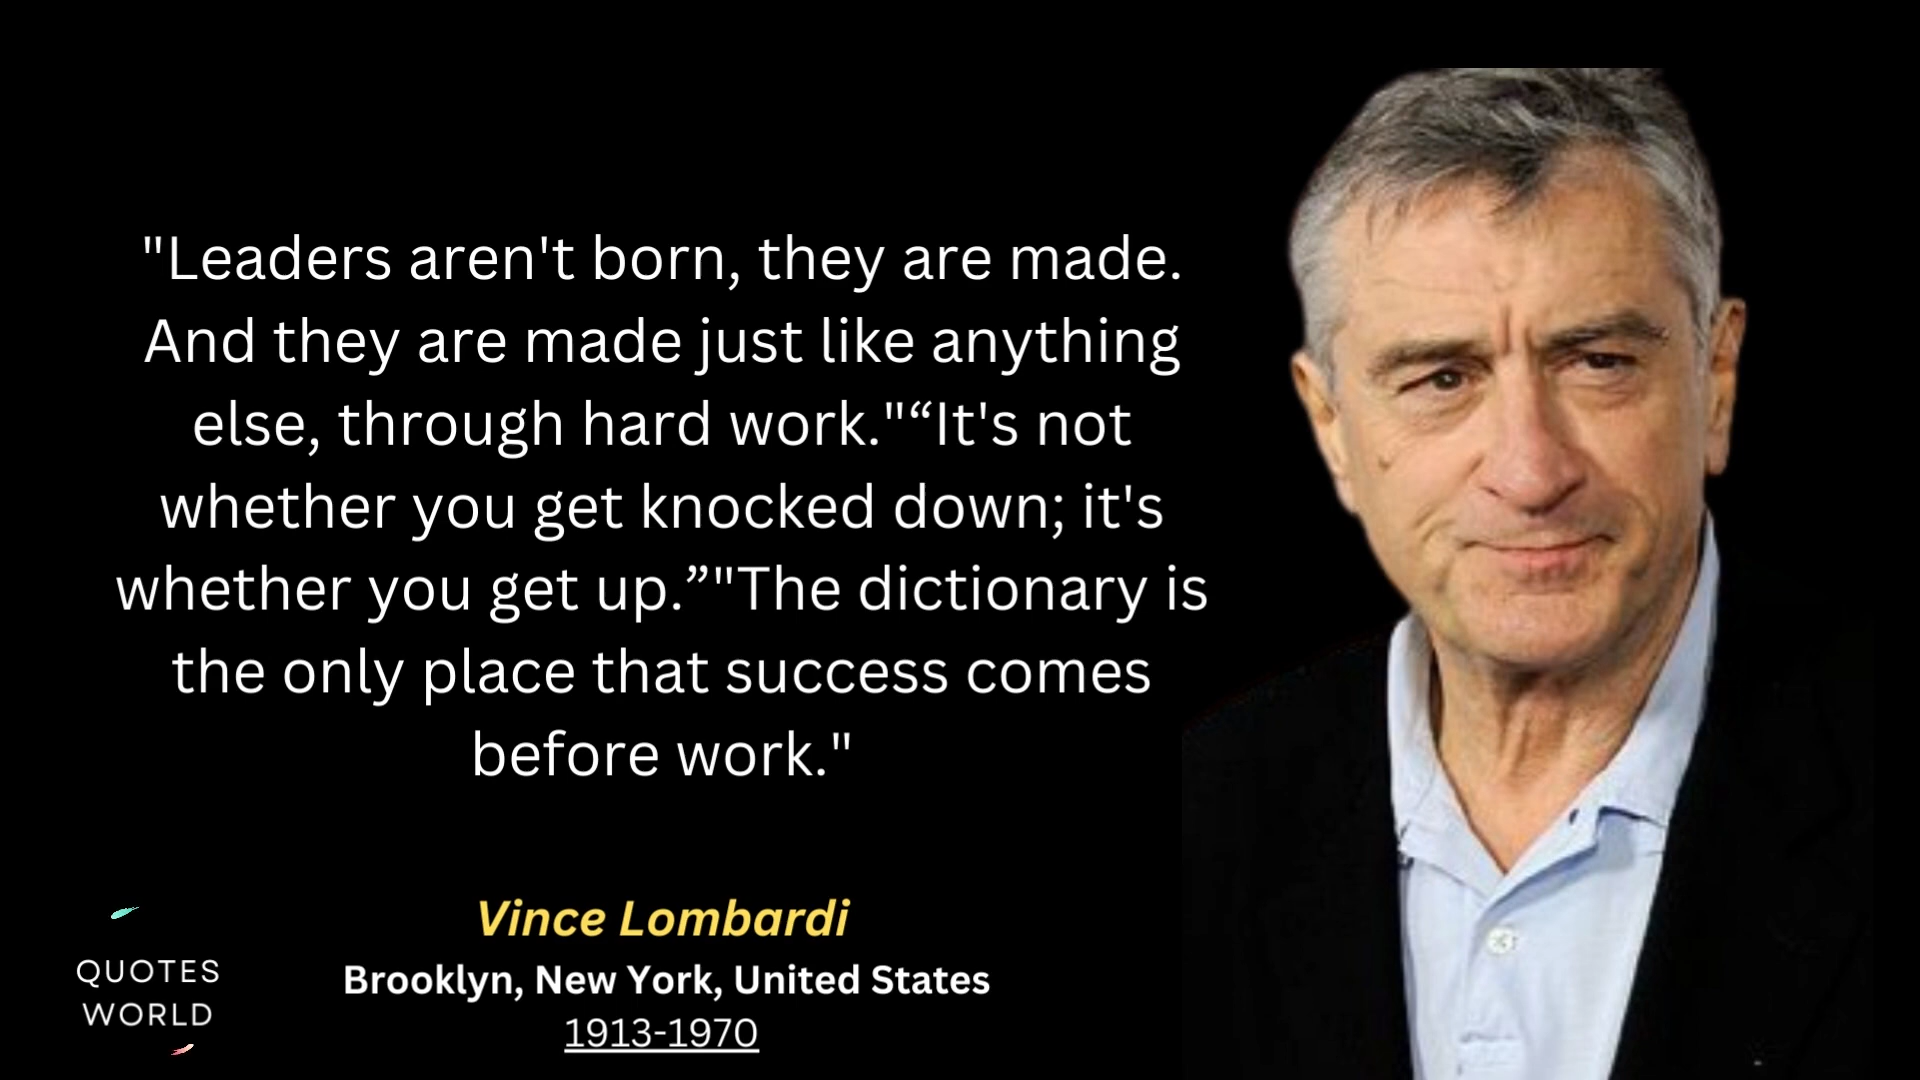 "Leaders aren't born, they are made.
And they are made just like anything
else, through hard work."“It's not
whether you get knocked down; it's
whether you get up.”"The dictionary is
the only place that success comes
before work."
Vince Lombardi
Brooklyn, New York, United States
1913-1970
QUOTES
WORLD